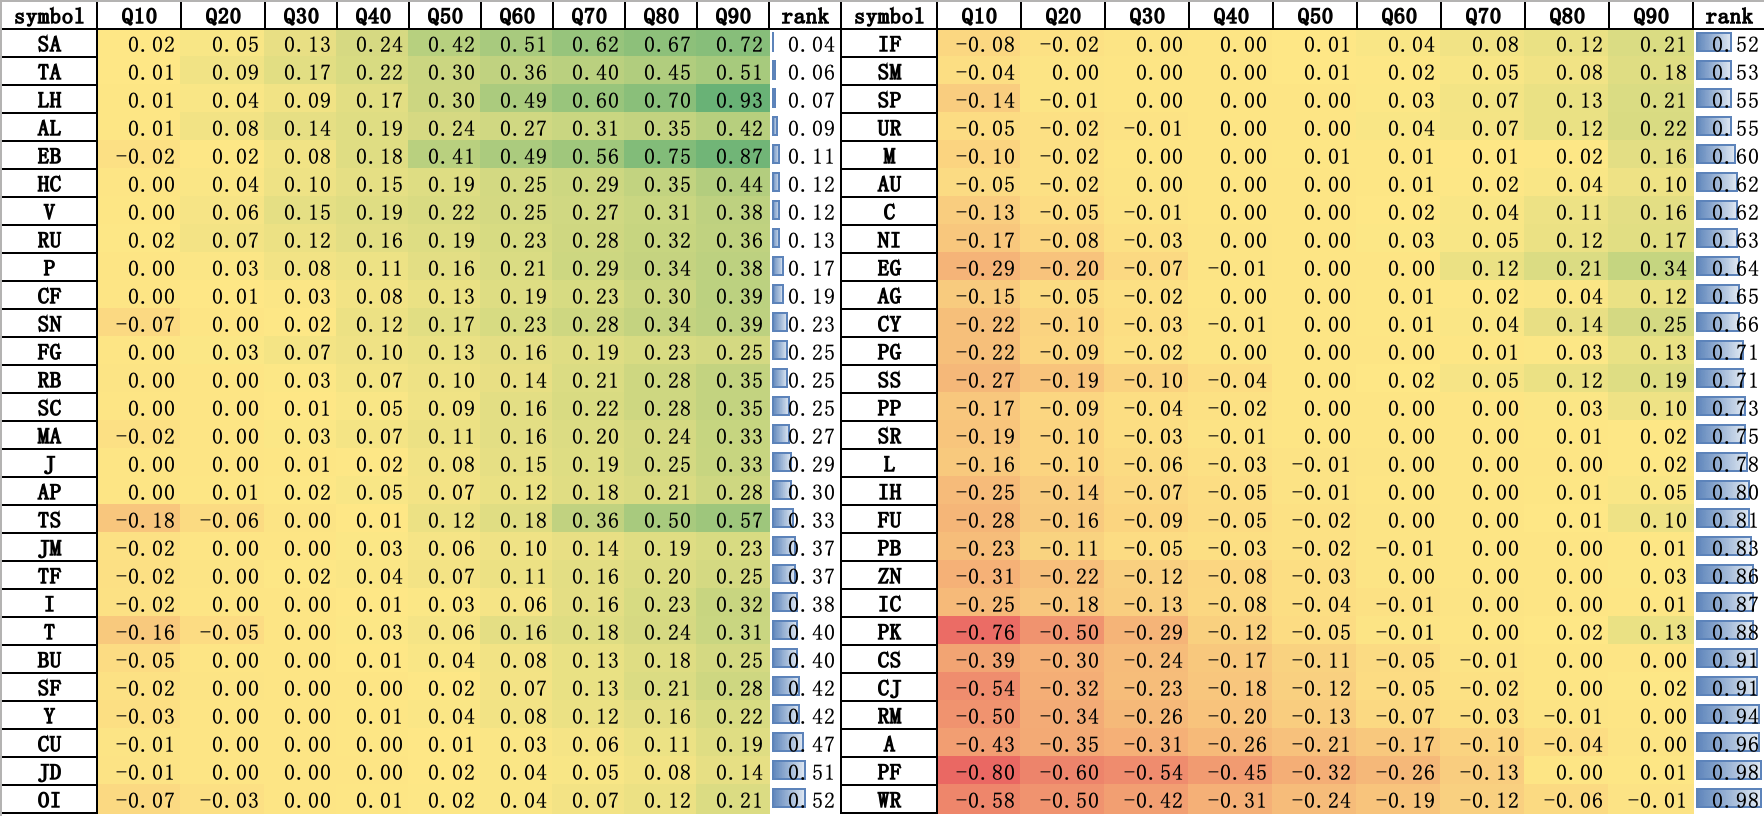 symbol Q10 Q20 Q30 Q40 Q50 Q60 Q70 Q80 Q90 rank symbol Q10 Q20 Q30 Q40 Q50 Q60 Q70 Q80 Q90 rank
SA 0.02 0.05 0.13 0.24 0.42 0.51 0.62 0.67 0.72 0.04 IF -0.08 -0.02 0.00 0.00 0.01 0.04 0.08 0.12 0.21 0.52
TA 0.01 0.09 0.17 0.22 0.30 0.36 0.40 0.45 0.51 0.06 SM -0.04 0.00 0.00 0.00 0.01 0.02 0.05 0.08 0.18 0.53
LH 0.01 0.04 0.09 0.17 0.30 0.49 0.60 0.70 0.93 0.07 SP -0.14 -0.01 0.00 0.00 0.00 0.03 0.07 0.13 0.21 0.55
AL 0.01 0.08 0.14 0.19 0.24 0.27 0.31 0.35 0.42 0.09 UR -0.05 -0.02 -0.01 0.00 0.00 0.04 0.07 0.12 0.22 0.55
EB -0.02 0.02 0.08 0.18 0.41 0.49 0.56 0.75 0.87 0.11 M -0.10 -0.02 0.00 0.00 0.01 0.01 0.01 0.02 0.16 0.60
HC 0.00 0.04 0.10 0.15 0.19 0.25 0.29 0.35 0.44 0.12 AU -0.05 -0.02 0.00 0.00 0.00 0.01 0.02 0.04 0.10 0.62
V 0.00 0.06 0.15 0.19 0.22 0.25 0.27 0.31 0.38 0.12 C -0.13 -0.05 -0.01 0.00 0.00 0.02 0.04 0.11 0.16 0.62
RU 0.02 0.07 0.12 0.16 0.19 0.23 0.28 0.32 0.36 0.13 NI -0.17 -0.08 -0.03 0.00 0.00 0.03 0.05 0.12 0.17 0.63
P 0.00 0.03 0.08 0.11 0.16 0.21 0.29 0.34 0.38 0.17 EG -0.29 -0.20 -0.07 -0.01 0.00 0.00 0.12 0.21 0.34 0.64
CF 0.00 0.01 0.03 0.08 0.13 0.19 0.23 0.30 0.39 0.19 AG -0.15 -0.05 -0.02 0.00 0.00 0.01 0.02 0.04 0.12 0.65
SN -0.07 0.00 0.02 0.12 0.17 0.23 0.28 0.34 0.39 0.23 CY -0.22 -0.10 -0.03 -0.01 0.00 0.01 0.04 0.14 0.25 0.66
FG 0.00 0.03 0.07 0.10 0.13 0.16 0.19 0.23 0.25 0.25 PG -0.22 -0.09 -0.02 0.00 0.00 0.00 0.01 0.03 0.13 0.71
RB 0.00 0.00 0.03 0.07 0.10 0.14 0.21 0.28 0.35 0.25 SS -0.27 -0.19 -0.10 -0.04 0.00 0.02 0.05 0.12 0.19 0.71
SC 0.00 0.00 0.01 0.05 0.09 0.16 0.22 0.28 0.35 0.25 PP -0.17 -0.09 -0.04 -0.02 0.00 0.00 0.00 0.03 0.10 0.73
MA -0.02 0.00 0.03 0.07 0.11 0.16 0.20 0.24 0.33 0.27 SR -0.19 -0.10 -0.03 -0.01 0.00 0.00 0.00 0.01 0.02 0.75
J 0.00 0.00 0.01 0.02 0.08 0.15 0.19 0.25 0.33 0.29 L -0.16 -0.10 -0.06 -0.03 -0.01 0.00 0.00 0.00 0.02 0.78
AP 0.00 0.01 0.02 0.05 0.07 0.12 0.18 0.21 0.28 0.30 IH -0.25 -0.14 -0.07 -0.05 -0.01 0.00 0.00 0.01 0.05 0.80
TS -0.18 -0.06 0.00 0.01 0.12 0.18 0.36 0.50 0.57 0.33 FU -0.28 -0.16 -0.09 -0.05 -0.02 0.00 0.00 0.01 0.10 0.81
JM -0.02 0.00 0.00 0.03 0.06 0.10 0.14 0.19 0.23 0.37 PB -0.23 -0.11 -0.05 -0.03 -0.02 -0.01 0.00 0.00 0.01 0.83
TF -0.02 0.00 0.02 0.04 0.07 0.11 0.16 0.20 0.25 0.37 ZN -0.31 -0.22 -0.12 -0.08 -0.03 0.00 0.00 0.00 0.03 0.86
I -0.02 0.00 0.00 0.01 0.03 0.06 0.16 0.23 0.32 0.38 IC -0.25 -0.18 -0.13 -0.08 -0.04 -0.01 0.00 0.00 0.01 0.87
T -0.16 -0.05 0.00 0.03 0.06 0.16 0.18 0.24 0.31 0.40 PK -0.76 -0.50 -0.29 -0.12 -0.05 -0.01 0.00 0.02 0.13 0.88
BU -0.05 0.00 0.00 0.01 0.04 0.08 0.13 0.18 0.25 0.40 CS -0.39 -0.30 -0.24 -0.17 -0.11 -0.05 -0.01 0.00 0.00 0.91
SF -0.02 0.00 0.00 0.00 0.02 0.07 0.13 0.21 0.28 0.42 CJ -0.54 -0.32 -0.23 -0.18 -0.12 -0.05 -0.02 0.00 0.02 0.91
Y -0.03 0.00 0.00 0.01 0.04 0.08 0.12 0.16 0.22 0.42 RM -0.50 -0.34 -0.26 -0.20 -0.13 -0.07 -0.03 -0.01 0.00 0.94
CU -0.01 0.00 0.00 0.00 0.01 0.03 0.06 0.11 0.19 0.47 A -0.43 -0.35 -0.31 -0.26 -0.21 -0.17 -0.10 -0.04 0.00 0.96
JD -0.01 0.00 0.00 0.00 0.02 0.04 0.05 0.08 0.14 0.51 PF -0.80 -0.60 -0.54 -0.45 -0.32 -0.26 -0.13 0.00 0.01 0.98
OI -0.07 -0.03 0.00 0.01 0.02 0.04 0.07 0.12 0.21 0.52 WR -0.58 -0.50 -0.42 -0.31 -0.24 -0.19 -0.12 -0.06 -0.01 0.98